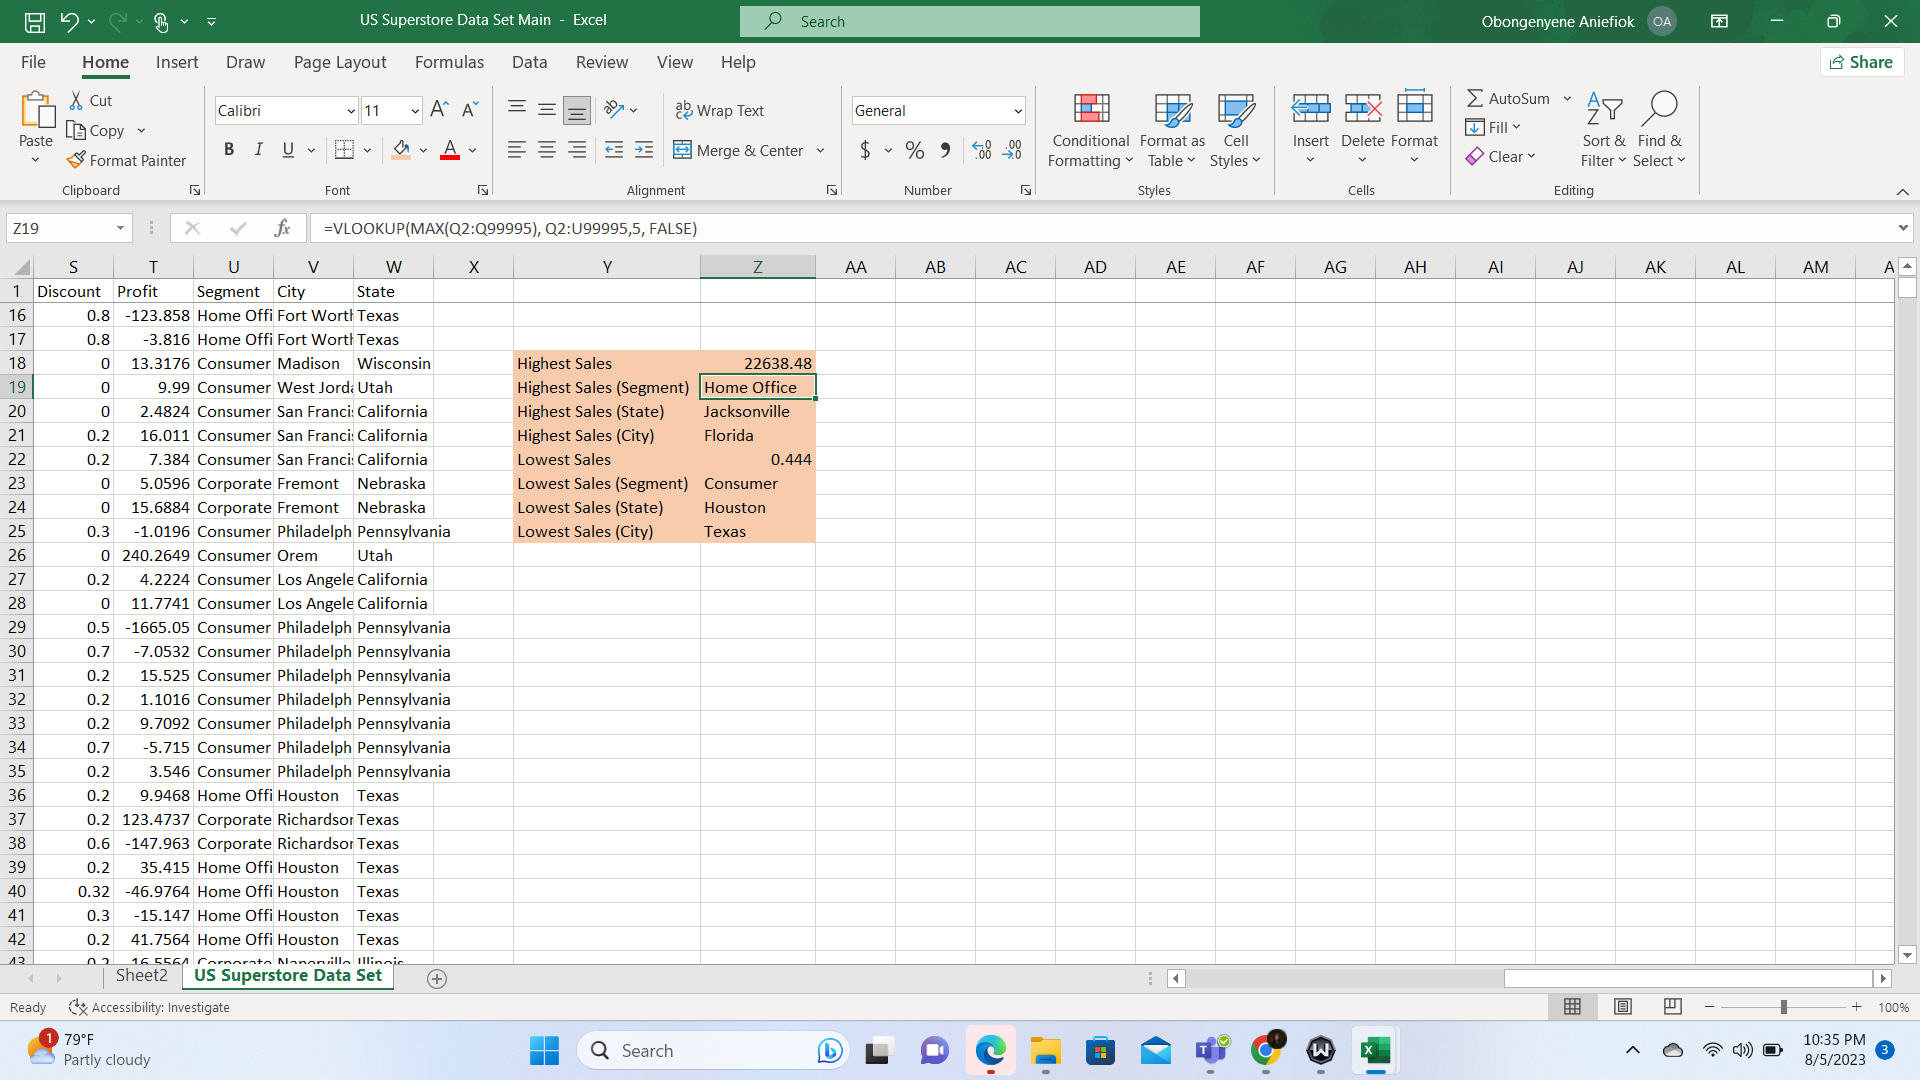 US Superstore Data Set Main - Excel
Search
Obongenyene Aniefiok OA
File Home Insert Draw Page Layout Formulas Data Review View Help
Share
Paste
Cut
Copy
Format Painter
Clipboard
Calibri 11
B I U
Font
Wrap Text
Merge & Center
Alignment
General
$ % 9
Number
Conditional Formatting
Format as Table
Cell Styles
Styles
Insert Delete Format
Cells
AutoSum
Fill
Clear
Sort & Filter
Find & Select
Editing
Z19
fx
=VLOOKUP(MAX(Q2:Q99995), Q2:U99995,5, FALSE)
S T U V W X Y Z AA AB AC AD AE AF AG AH AI AJ AK AL AM A
1 Discount Profit Segment City State
16 0.8 -123.858 Home Offi Fort Wort Texas
17 0.8 -3.816 Home Offi Fort Wort Texas
18 0 13.3176 Consumer Madison Wisconsin Highest Sales 22638.48
19 0 9.99 Consumer West Jord Utah Highest Sales (Segment) Home Office
20 0 2.4824 Consumer San Franci California Highest Sales (State) Jacksonville
21 0.2 16.011 Consumer San Franci California Highest Sales (City) Florida
22 0.2 7.384 Consumer San Franci California Lowest Sales 0.444
23 0 5.0596 Corporate Fremont Nebraska Lowest Sales (Segment) Consumer
24 0 15.6884 Corporate Fremont Nebraska Lowest Sales (State) Houston
25 0.3 -1.0196 Consumer Philadelph Pennsylvania Lowest Sales (City) Texas
26 0 240.2649 Consumer Orem Utah
27 0.2 4.2224 Consumer Los Angele California
28 0 11.7741 Consumer Los Angele California
29 0.5 -1665.05 Consumer Philadelph Pennsylvania
30 0.7 -7.0532 Consumer Philadelph Pennsylvania
31 0.2 15.525 Consumer Philadelph Pennsylvania
32 0.2 1.1016 Consumer Philadelph Pennsylvania
33 0.2 9.7092 Consumer Philadelph Pennsylvania
34 0.7 -5.715 Consumer Philadelph Pennsylvania
35 0.2 3.546 Consumer Philadelph Pennsylvania
36 0.2 9.9468 Home Offi Houston Texas
37 0.2 123.4737 Corporate Richardsor Texas
38 0.6 -147.963 Corporate Richardsor Texas
39 0.2 35.415 Home Offi Houston Texas
40 0.32 -46.9764 Home Offi Houston Texas
41 0.3 -15.147 Home Offi Houston Texas
42 0.2 41.7564 Home Offi Houston Texas
43 0.2 16.5564 Corporate Naperville Illinois
Sheet2 US Superstore Data Set
Ready Accessibility: Investigate 100%
1 79°F
Partly cloudy
Search
10:35 PM
8/5/2023
3